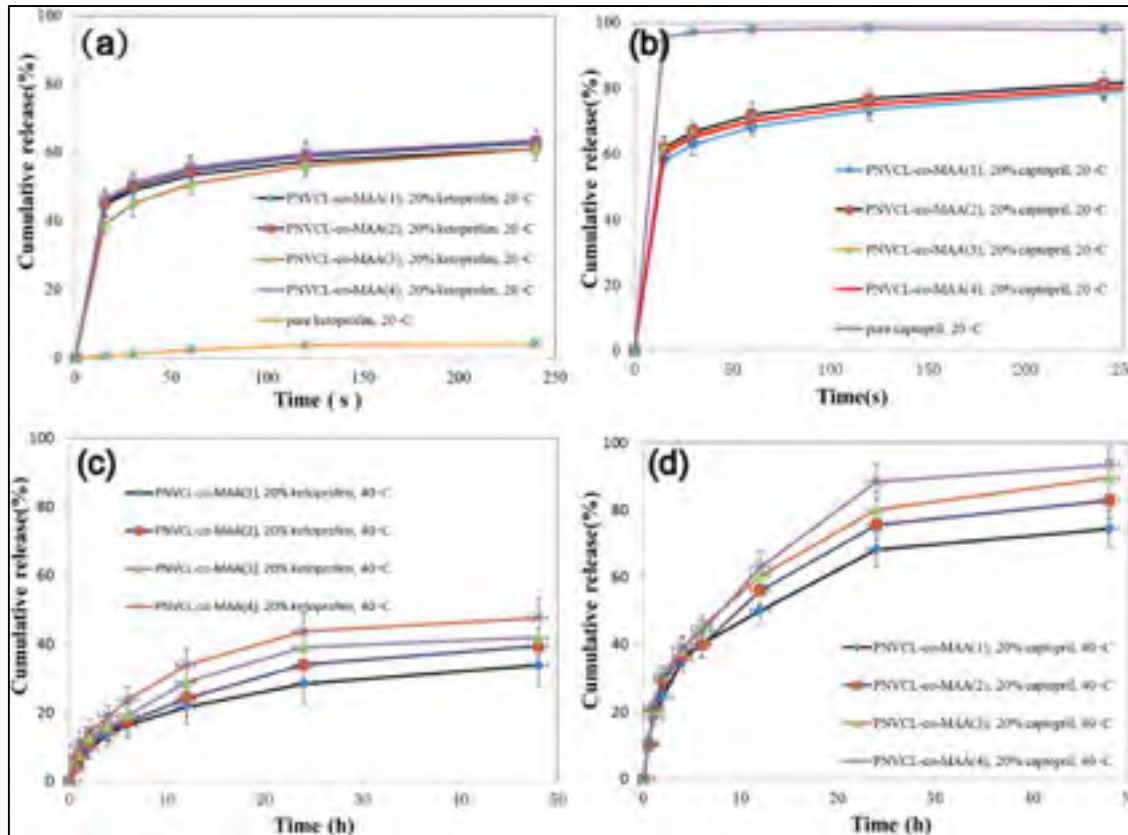 (a)
Cumulative release(%)
100
80
60
40
20
0
PNVCL-co-MAA(1), 20% ketoprofen, 20 °C
PNVCL-co-MAA(2), 20% ketoprofen, 20 °C
PNVCL-co-MAA(3), 20% ketoprofen, 20 °C
PNVCL-co-MAA(4), 20% ketoprofen, 20 °C
pure ketoprofen, 20 °C
0 50 100 150 200 250
Time ( s )
(b)
Cumulative release(%)
100
80
60
40
20
0
PNVCL-co-MAA(1), 20% captopril, 20 °C
PNVCL-co-MAA(2), 20% captopril, 20 °C
PNVCL-co-MAA(3), 20% captopril, 20 °C
PNVCL-co-MAA(4), 20% captopril, 20 °C
pure captopril, 20 °C
0 50 100 150 200 250
Time(s)
(c)
Cumulative release(%)
100
80
60
40
20
0
PNVCL-co-MAA(1), 20% ketoprofen, 40 °C
PNVCL-co-MAA(2), 20% ketoprofen, 40 °C
PNVCL-co-MAA(3), 20% ketoprofen, 40 °C
PNVCL-co-MAA(4), 20% ketoprofen, 40 °C
0 10
Time (h)
(d)
Cumulative release(%)
100
80
60
40
20
0
PNVCL-co-MAA(1), 20% captopril, 40 °C
PNVCL-co-MAA(2), 20% captopril, 40 °C
PNVCL-co-MAA(3), 20% captopril, 40 °C
PNVCL-co-MAA(4), 20% captopril, 40 °C
0 10
Time (h)